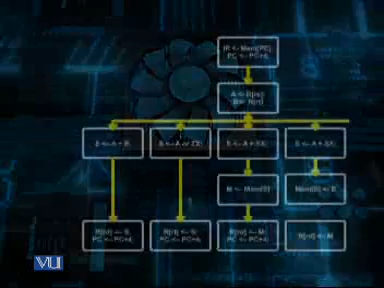 IR <- Mem[PC]
PC <- PC+4
A <- R[rs]
B <- R[rt]
S <- A + B
S <- A or ZX
S <- A + SX
S <- A + SX
M <- Mem[S]
Mem[S] <- B
R[rd] <- S
PC <- PC+4
R[rt] <- S
PC <- PC+4
R[rt] <- M
PC <- PC+4
R[rd] <- M
VU